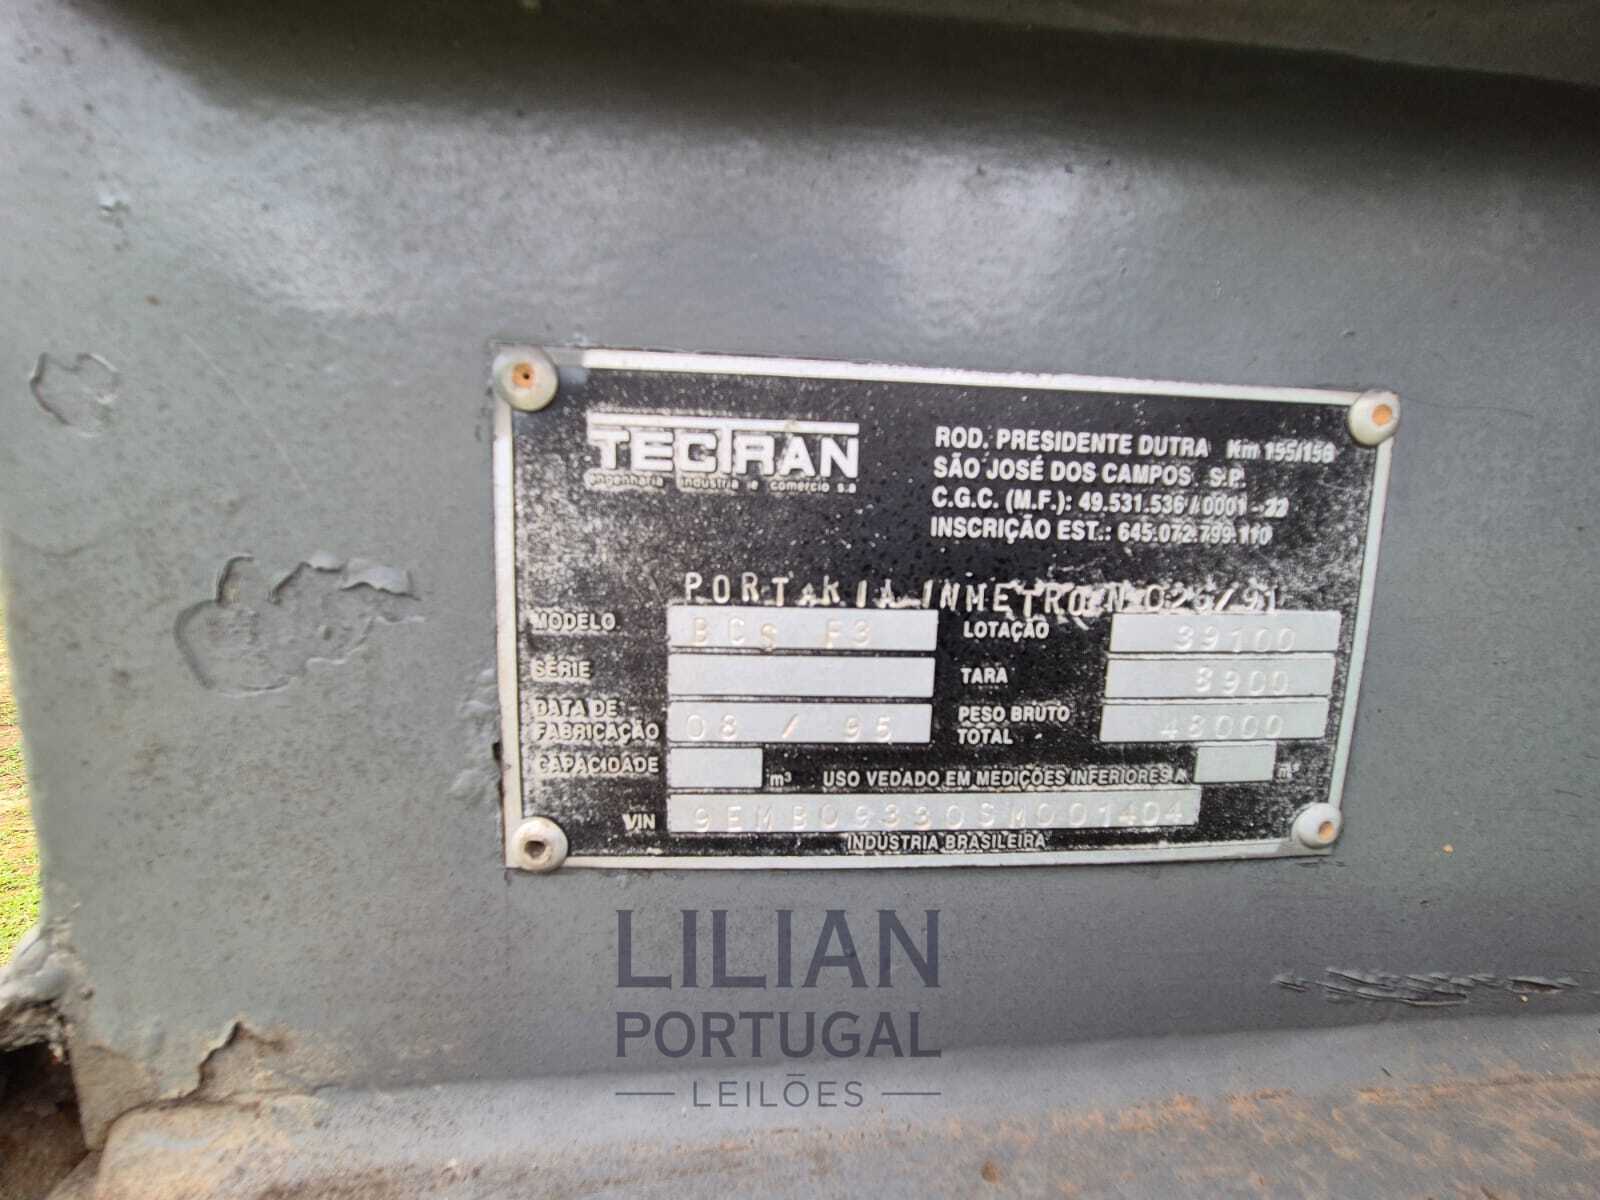 TECTRAN
engenharia industria e comercio s.a
ROD. PRESIDENTE DUTRA Km 155/156
SÃO JOSÉ DOS CAMPOS S.P.
C.G.C. (M.F.): 49.531.536/0001-22
INSCRIÇÃO EST.: 645.072.799.110
PORTARIA INMETRO N 026/91
MODELO BCS F3 LOTAÇÃO 39100
SÉRIE TARA 8900
DATA DE FABRICAÇÃO 08 / 95 PESO BRUTO TOTAL 48000
CAPACIDADE m³ USO VEDADO EM MEDIÇÕES INFERIORES A m³
VIN 9EMB09330SM001404
INDÚSTRIA BRASILEIRA
LILIAN
PORTUGAL
LEILÕES